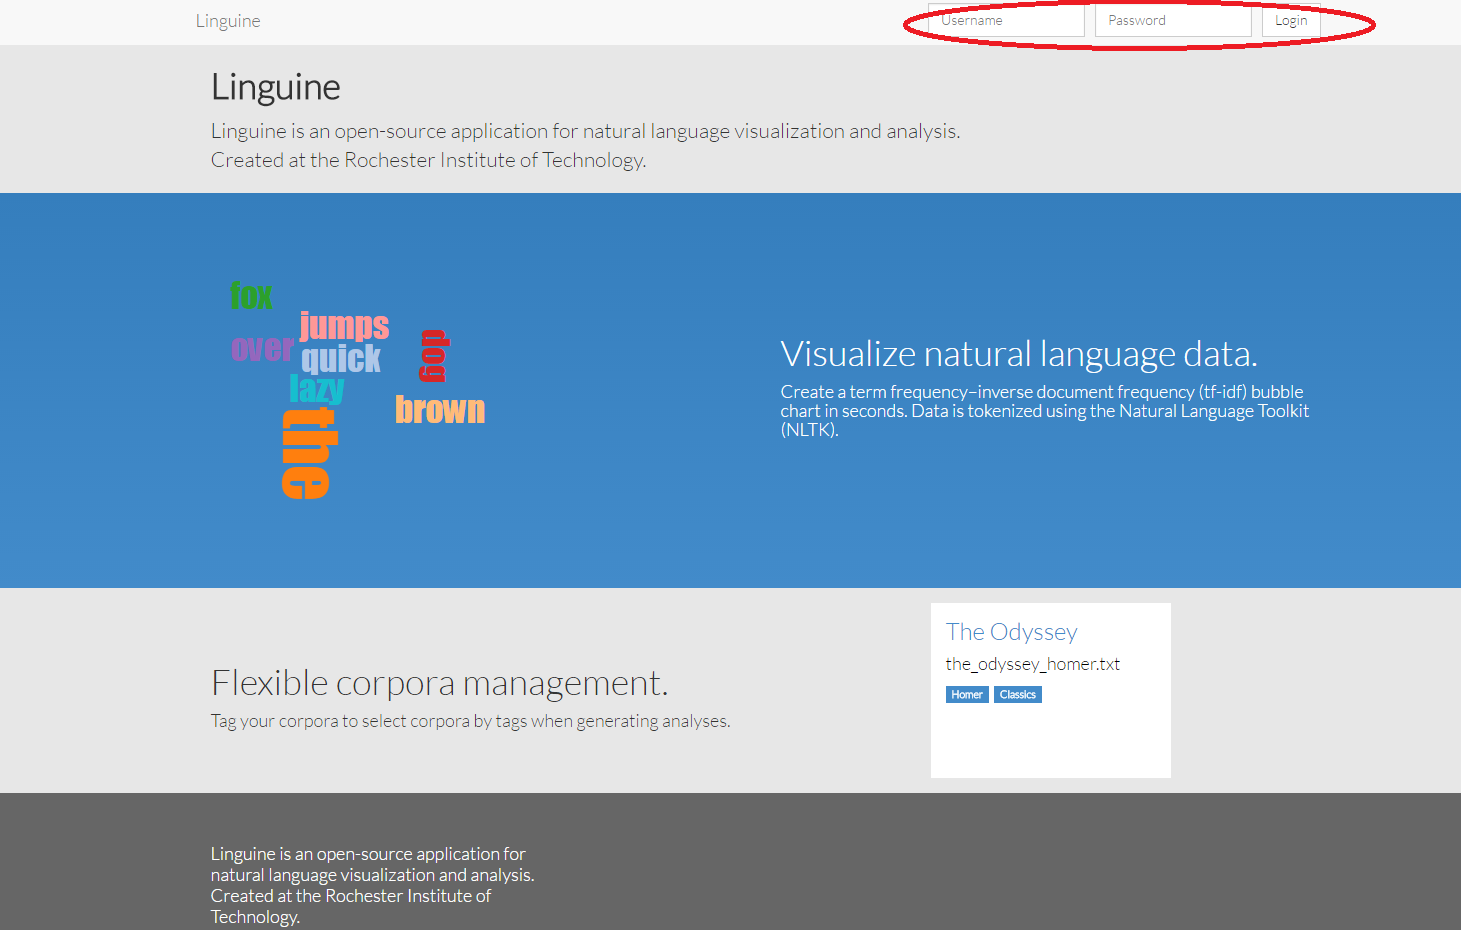 Linguine
Username
Password
Login
Linguine
Linguine is an open-source application for natural language visualization and analysis.
Created at the Rochester Institute of Technology.
fox
jumps
over
quick
dog
lazy
brown
the
Visualize natural language data.
Create a term frequency–inverse document frequency (tf-idf) bubble
chart in seconds. Data is tokenized using the Natural Language Toolkit
(NLTK).
Flexible corpora management.
Tag your corpora to select corpora by tags when generating analyses.
The Odyssey
the_odyssey_homer.txt
Homer Classics
Linguine is an open-source application for
natural language visualization and analysis.
Created at the Rochester Institute of
Technology.